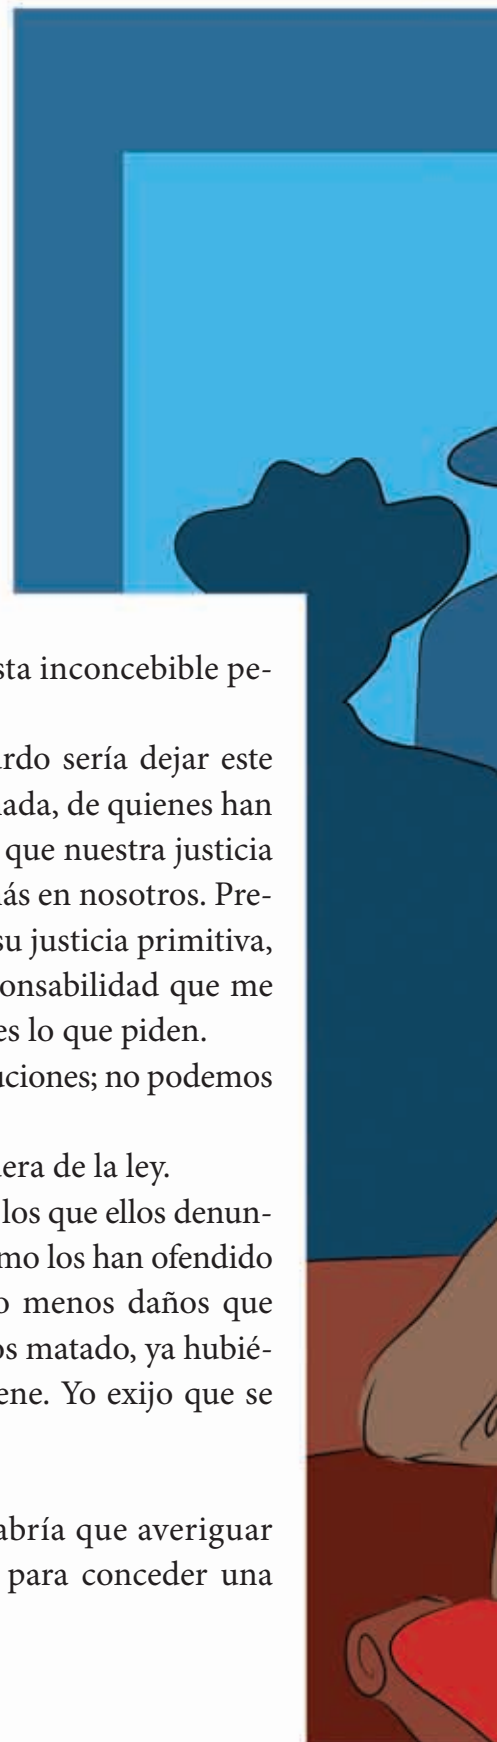 sta inconcebible pe-
rdo sería dejar este
ada, de quienes han
que nuestra justicia
ás en nosotros. Pre-
su justicia primitiva,
onsabilidad que me
es lo que piden.
uciones; no podemos
era de la ley.
los que ellos denun-
mo los han ofendido
o menos daños que
os matado, ya hubié-
ene. Yo exijo que se
abría que averiguar
para conceder una